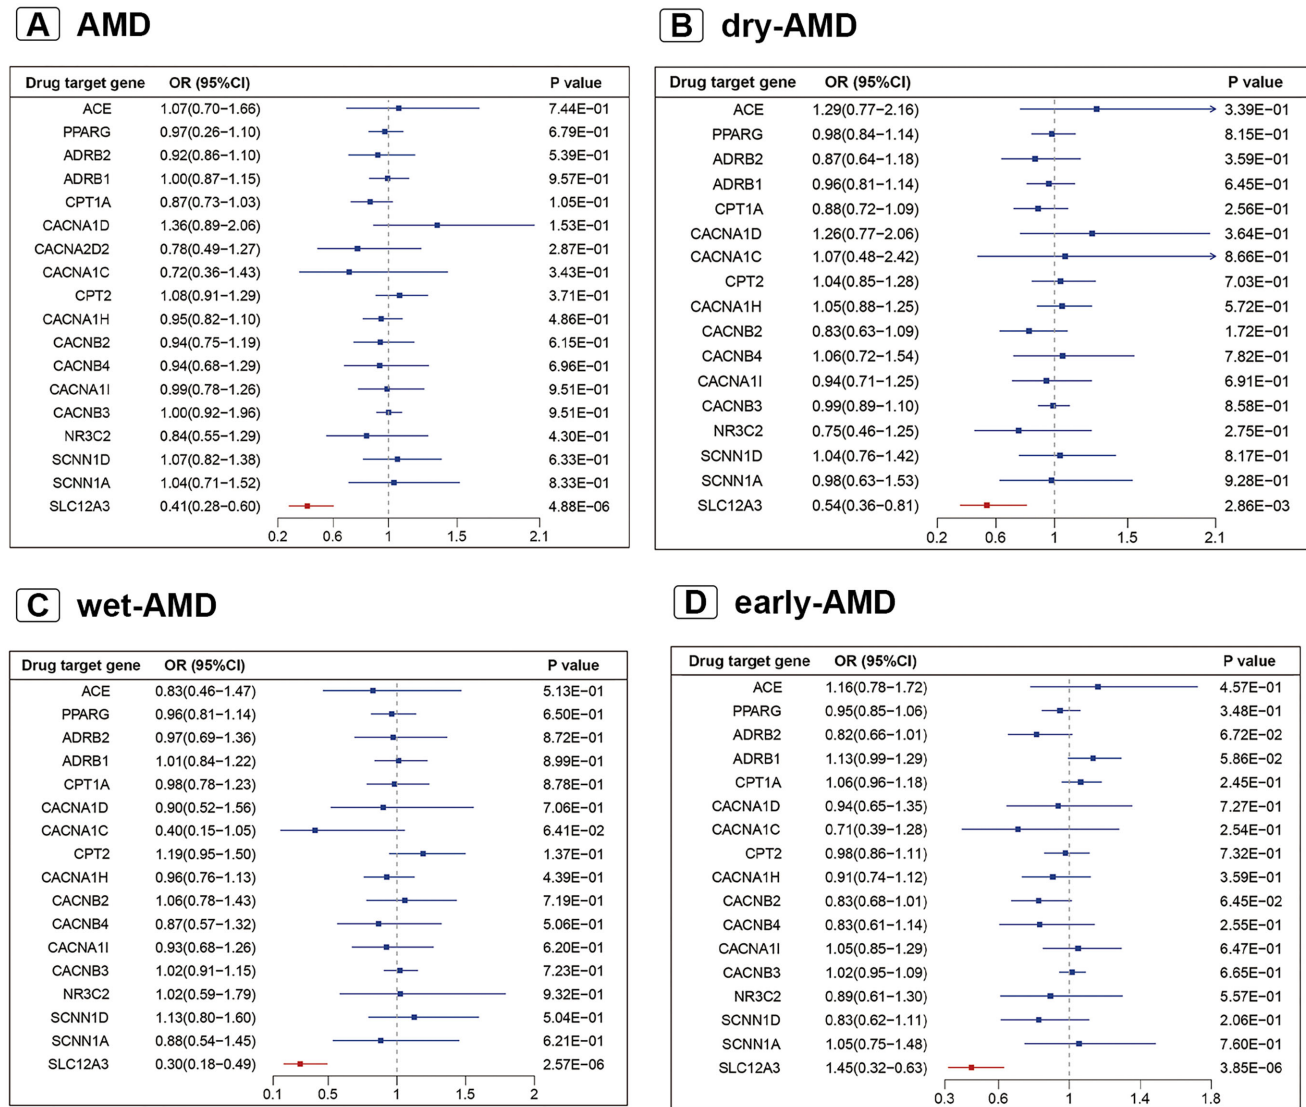 A AMD
Drug target gene OR (95%CI) P value
ACE 1.07(0.70−1.66) 7.44E−01
PPARG 0.97(0.26−1.10) 6.79E−01
ADRB2 0.92(0.86−1.10) 5.39E−01
ADRB1 1.00(0.87−1.15) 9.57E−01
CPT1A 0.87(0.73−1.03) 1.05E−01
CACNA1D 1.36(0.89−2.06) 1.53E−01
CACNA2D2 0.78(0.49−1.27) 2.87E−01
CACNA1C 0.72(0.36−1.43) 3.43E−01
CPT2 1.08(0.91−1.29) 3.71E−01
CACNA1H 0.95(0.82−1.10) 4.86E−01
CACNB2 0.94(0.75−1.19) 6.15E−01
CACNB4 0.94(0.68−1.29) 6.96E−01
CACNA1I 0.99(0.78−1.26) 9.51E−01
CACNB3 1.00(0.92−1.96) 9.51E−01
NR3C2 0.84(0.55−1.29) 4.30E−01
SCNN1D 1.07(0.82−1.38) 6.33E−01
SCNN1A 1.04(0.71−1.52) 8.33E−01
SLC12A3 0.41(0.28−0.60) 4.88E−06
0.2 0.6 1 1.5 2.1
B dry-AMD
Drug target gene OR (95%CI) P value
ACE 1.29(0.77−2.16) 3.39E−01
PPARG 0.98(0.84−1.14) 8.15E−01
ADRB2 0.87(0.64−1.18) 3.59E−01
ADRB1 0.96(0.81−1.14) 6.45E−01
CPT1A 0.88(0.72−1.09) 2.56E−01
CACNA1D 1.26(0.77−2.06) 3.64E−01
CACNA1C 1.07(0.48−2.42) 8.66E−01
CPT2 1.04(0.85−1.28) 7.03E−01
CACNA1H 1.05(0.88−1.25) 5.72E−01
CACNB2 0.83(0.63−1.09) 1.72E−01
CACNB4 1.06(0.72−1.54) 7.82E−01
CACNA1I 0.94(0.71−1.25) 6.91E−01
CACNB3 0.99(0.89−1.10) 8.58E−01
NR3C2 0.75(0.46−1.25) 2.75E−01
SCNN1D 1.04(0.76−1.42) 8.17E−01
SCNN1A 0.98(0.63−1.53) 9.28E−01
SLC12A3 0.54(0.36−0.81) 2.86E−03
0.2 0.6 1 1.5 2.1
C wet-AMD
Drug target gene OR (95%CI) P value
ACE 0.83(0.46−1.47) 5.13E−01
PPARG 0.96(0.81−1.14) 6.50E−01
ADRB2 0.97(0.69−1.36) 8.72E−01
ADRB1 1.01(0.84−1.22) 8.99E−01
CPT1A 0.98(0.78−1.23) 8.78E−01
CACNA1D 0.90(0.52−1.56) 7.06E−01
CACNA1C 0.40(0.15−1.05) 6.41E−02
CPT2 1.19(0.95−1.50) 1.37E−01
CACNA1H 0.96(0.76−1.13) 4.39E−01
CACNB2 1.06(0.78−1.43) 7.19E−01
CACNB4 0.87(0.57−1.32) 5.06E−01
CACNA1I 0.93(0.68−1.26) 6.20E−01
CACNB3 1.02(0.91−1.15) 7.23E−01
NR3C2 1.02(0.59−1.79) 9.32E−01
SCNN1D 1.13(0.80−1.60) 5.04E−01
SCNN1A 0.88(0.54−1.45) 6.21E−01
SLC12A3 0.30(0.18−0.49) 2.57E−06
0.1 0.5 1 1.5 2
D early-AMD
Drug target gene OR (95%CI) P value
ACE 1.16(0.78−1.72) 4.57E−01
PPARG 0.95(0.85−1.06) 3.48E−01
ADRB2 0.82(0.66−1.01) 6.72E−02
ADRB1 1.13(0.99−1.29) 5.86E−02
CPT1A 1.06(0.96−1.18) 2.45E−01
CACNA1D 0.94(0.65−1.35) 7.27E−01
CACNA1C 0.71(0.39−1.28) 2.54E−01
CPT2 0.98(0.86−1.11) 7.32E−01
CACNA1H 0.91(0.74−1.12) 3.59E−01
CACNB2 0.83(0.68−1.01) 6.45E−02
CACNB4 0.83(0.61−1.14) 2.55E−01
CACNA1I 1.05(0.85−1.29) 6.47E−01
CACNB3 1.02(0.95−1.09) 6.65E−01
NR3C2 0.89(0.61−1.30) 5.57E−01
SCNN1D 0.83(0.62−1.11) 2.06E−01
SCNN1A 1.05(0.75−1.48) 7.60E−01
SLC12A3 1.45(0.32−0.63) 3.85E−06
0.3 0.6 1 1.4 1.8